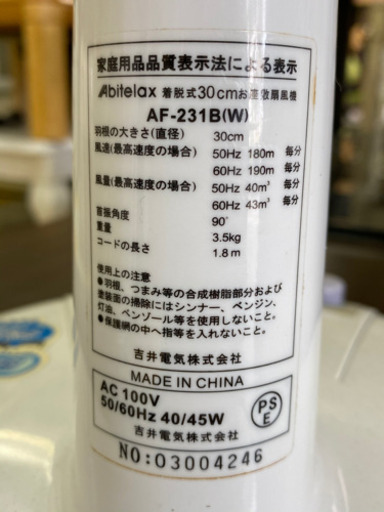 家庭用品品質表示法による表示
Abitelax 着脱式30cmお座敷扇風機
AF-231B(W)
羽根の大きさ(直径) 30cm
風速(最高速度の場合) 50Hz 180m 毎分
60Hz 190m 毎分
風量(最高速度の場合) 50Hz 40m³ 毎分
60Hz 43m³ 毎分
首振角度 90°
重量 3.5kg
コードの長さ 1.8m
使用上の注意
●羽根、つまみ等の合成樹脂部分および
塗装面の掃除にはシンナー、ベンジン、
灯油、ベンゾール等を使用しないこと。
●保護網の中へ指等を入れないこと。
吉井電気株式会社
MADE IN CHINA
AC 100V
50/60Hz 40/45W
PS
E
吉井電気株式会社
NO:03004246